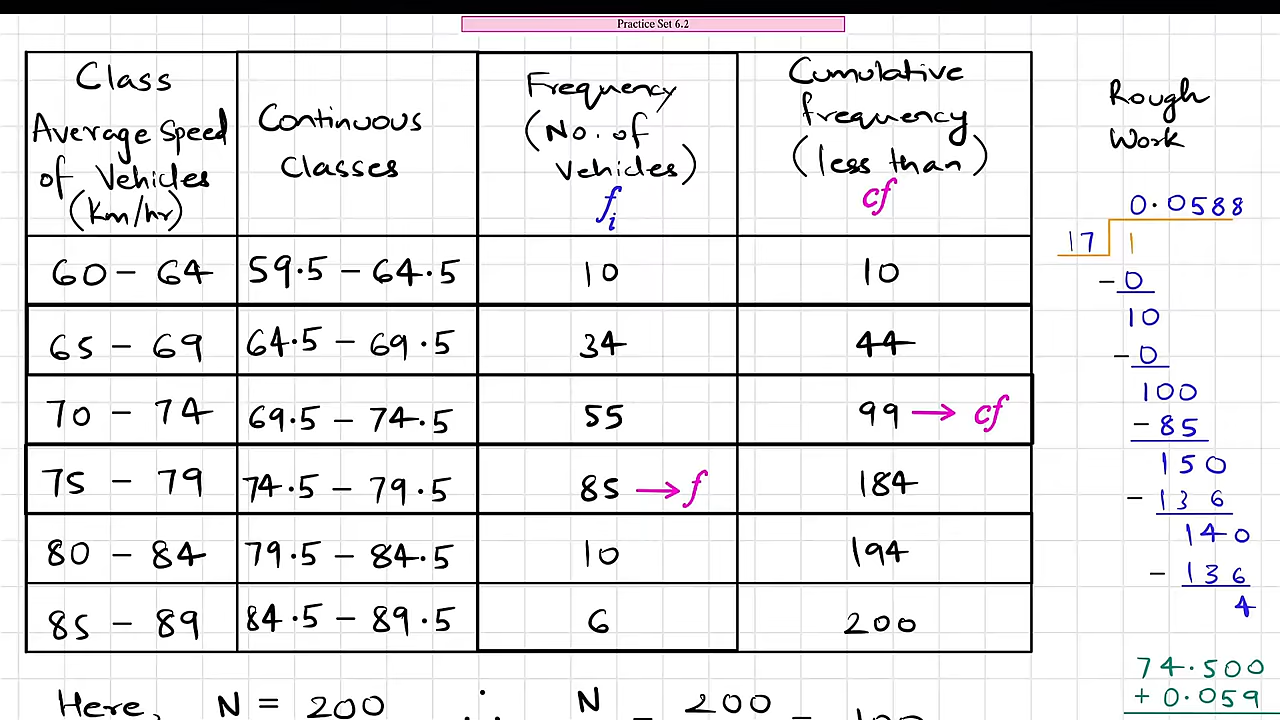 Practice Set 6.2
Class Average Speed of Vehicles (Km/hr)
Continuous Classes
Frequency (No. of Vehicles) fi
Cumulative frequency (less than) cf
60 - 64 59.5 - 64.5 10 10
65 - 69 64.5 - 69.5 34 44
70 - 74 69.5 - 74.5 55 99 → cf
75 - 79 74.5 - 79.5 85 → f 184
80 - 84 79.5 - 84.5 10 194
85 - 89 84.5 - 89.5 6 200
Here, N = 200 ∴ N 200 = 100
Rough
Work
0.0588
17 1
- 0
10
- 0
100
- 85
150
- 136
140
- 136
4
74.500
+ 0.059